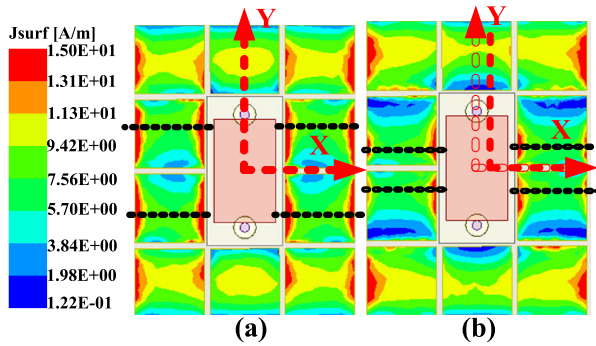 Jsurf [A/m]
1.50E+01
1.31E+01
1.13E+01
9.42E+00
7.56E+00
5.70E+00
3.84E+00
1.98E+00
1.22E-01
Y
X
(a)
Y
X
(b)